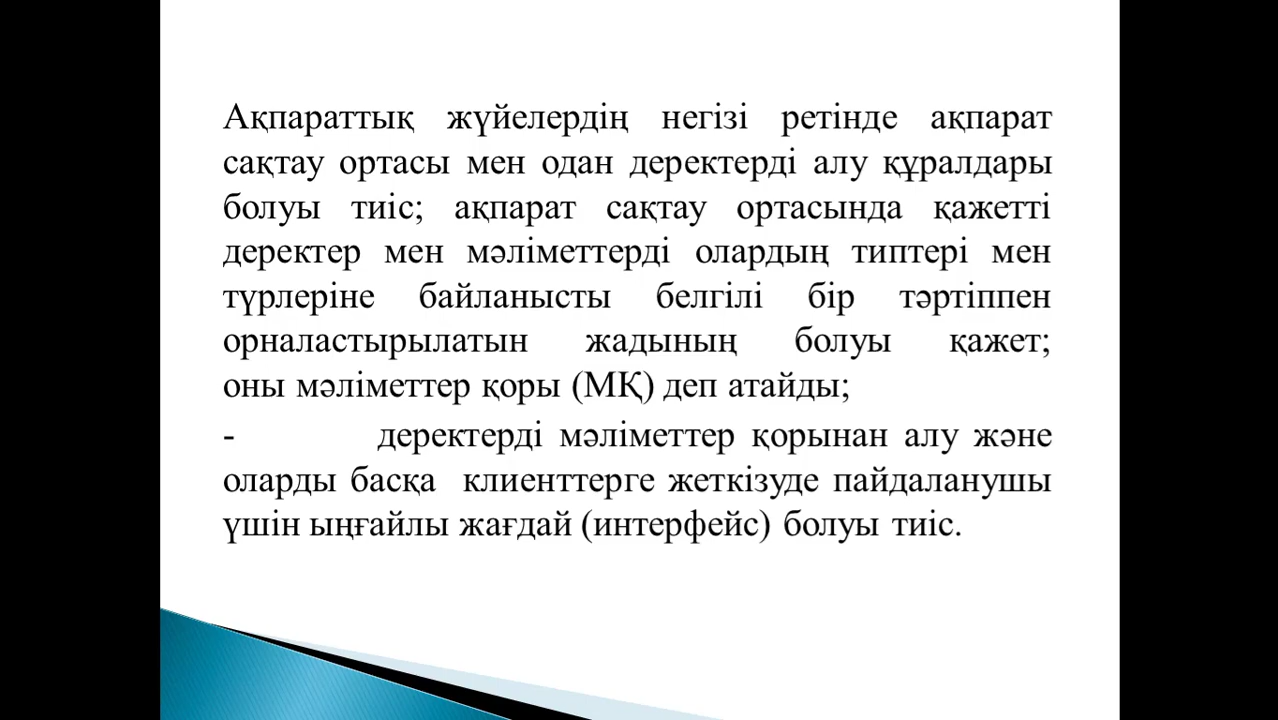 Ақпараттық жүйелердің негізі ретінде ақпарат
сақтау ортасы мен одан деректерді алу құралдары
болуы тиіс; ақпарат сақтау ортасында қажетті
деректер мен мәліметтерді олардың типтері мен
түрлеріне байланысты белгілі бір тәртіппен
орналастырылатын жадының болуы қажет;
оны мәліметтер қоры (МҚ) деп атайды;
- деректерді мәліметтер қорынан алу және
оларды басқа клиенттерге жеткізуде пайдаланушы
үшін ыңғайлы жағдай (интерфейс) болуы тиіс.